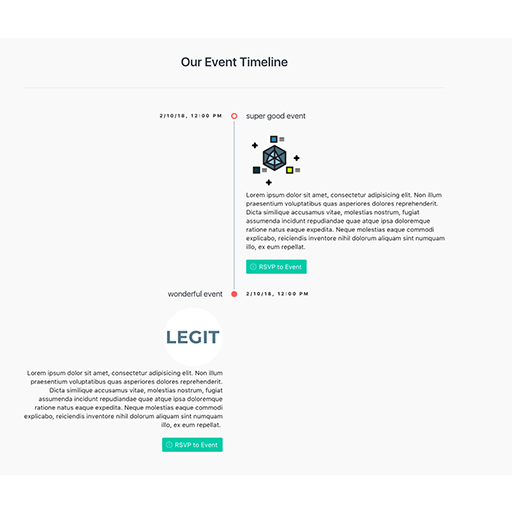 Our Event Timeline
2/10/18, 12:00 PM
super good event
Lorem ipsum dolor sit amet, consectetur adipisicing elit. Non illum
praesentium voluptatibus quas asperiores dolores reprehenderit.
Dicta similique accusamus vitae, molestias nostrum, fugiat
assumenda incidunt repudiandae quae atque earum doloremque
ratione natus eaque expedita. Neque molestias eaque commodi
explicabo, reiciendis inventore nihil dolorum aliquam sunt numquam
illo, ex eum repellat.
RSVP to Event
wonderful event
2/10/18, 12:00 PM
LEGIT
Lorem ipsum dolor sit amet, consectetur adipisicing elit. Non illum
praesentium voluptatibus quas asperiores dolores reprehenderit.
Dicta similique accusamus vitae, molestias nostrum, fugiat
assumenda incidunt repudiandae quae atque earum doloremque
ratione natus eaque expedita. Neque molestias eaque commodi
explicabo, reiciendis inventore nihil dolorum aliquam sunt numquam
illo, ex eum repellat.
RSVP to Event